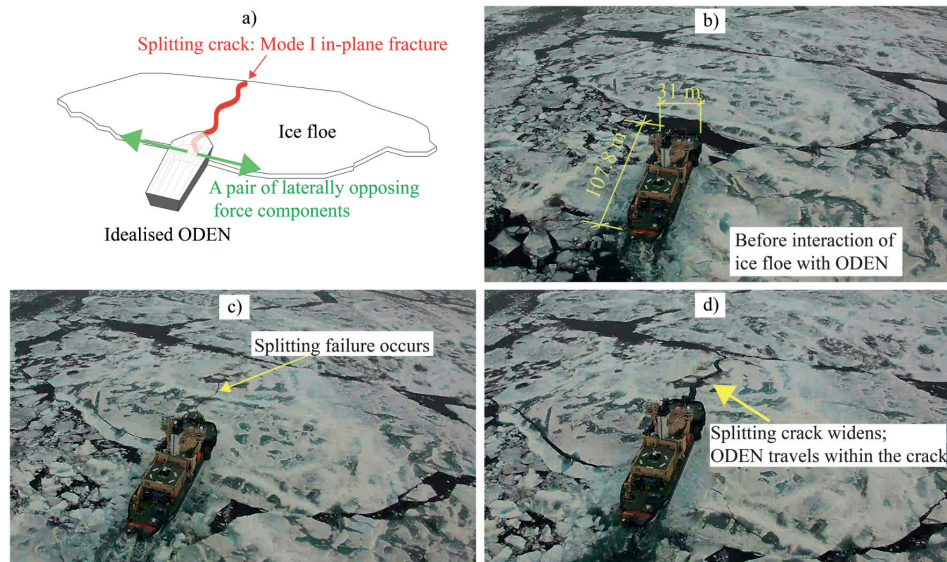 a)
Splitting crack: Mode I in-plane fracture
Ice floe
A pair of laterally opposing
force components
Idealised ODEN
b)
31 m
107.8 m
Before interaction of
ice floe with ODEN
c)
Splitting failure occurs
d)
Splitting crack widens;
ODEN travels within the crack